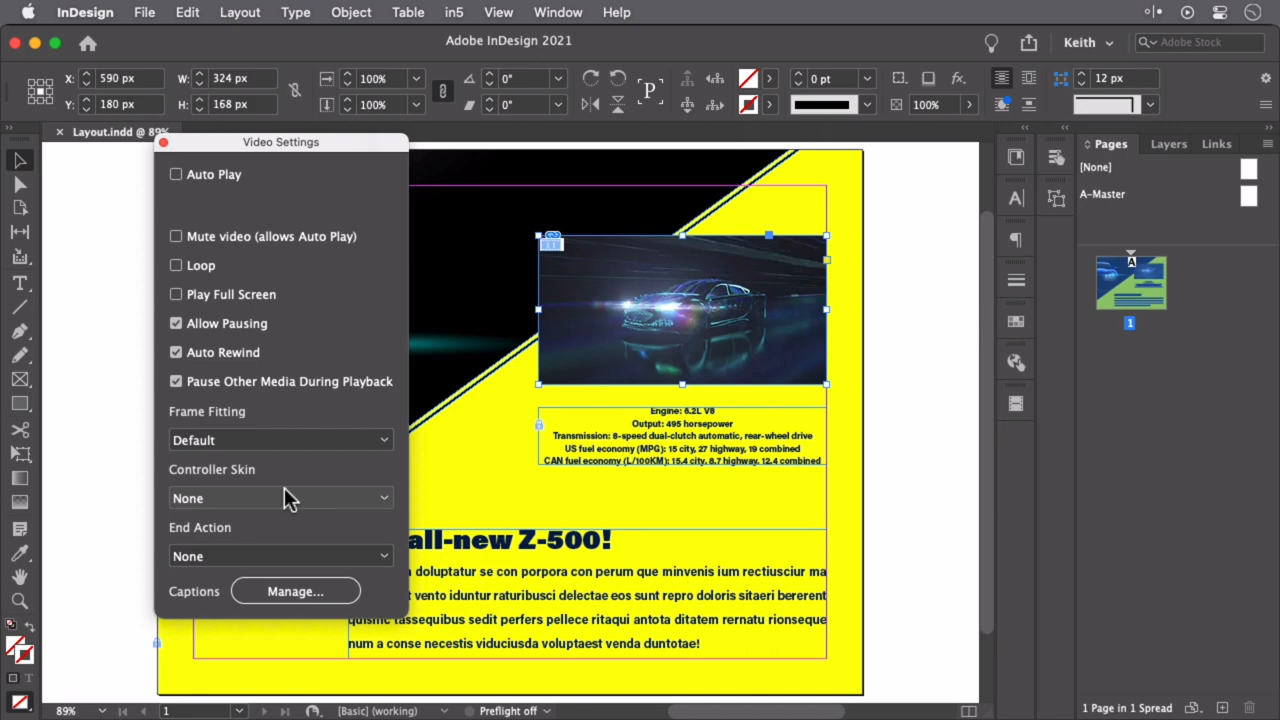 InDesign File Edit Layout Type Object Table in5 View Window Help
Adobe InDesign 2021
Keith
Adobe Stock
X: 590 px W: 324 px 100% 0° P fx. 0 pt 12 px
Y: 180 px H: 168 px 100% 0° 100%
Layout.indd @ 89%
Video Settings
Auto Play
Mute video (allows Auto Play)
Loop
Play Full Screen
Allow Pausing
Auto Rewind
Pause Other Media During Playback
Frame Fitting
Default
Controller Skin
None
End Action
None
Captions Manage...
Engine: 6.2L V8
Output: 495 horsepower
Transmission: 8-speed dual-clutch automatic, rear-wheel drive
US fuel economy (MPG): 15 city, 27 highway, 19 combined
CAN fuel economy (L/100KM): 15.4 city, 8.7 highway, 12.4 combined
all-new Z-500!
doluptatur se con porpora con perum que minvenis ium rectiusciur ma
vento iduntur raturibusci delectae eos sunt repro doloris sitaeri bererent
quismic tassequibus sedit perfers pellece ritaqui antota ditatem rernatu rionseque
num a conse necestis viduciusda voluptaest venda duntotae!
Pages Layers Links
[None]
A-Master
A
1
89% 1 [Basic] (working) Preflight off
1 Page in 1 Spread